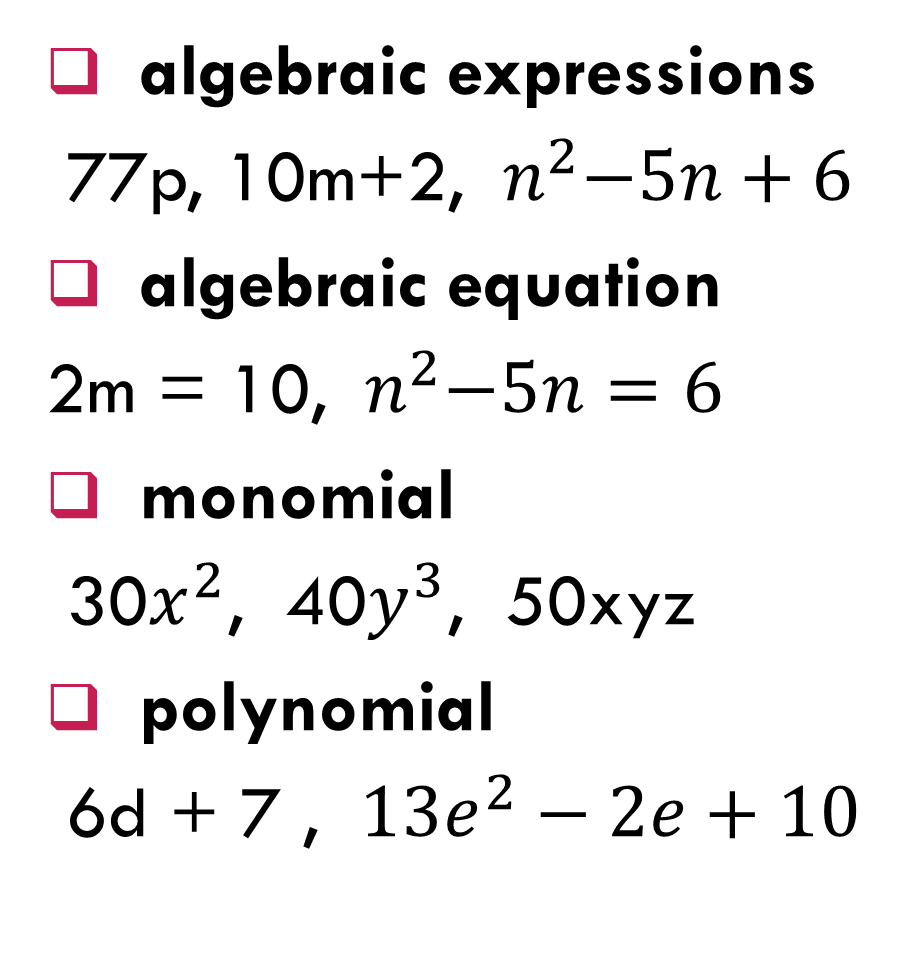 ❑ algebraic expressions
77p, 10m+2, n²−5n + 6
❑ algebraic equation
2m = 10, n²−5n = 6
❑ monomial
30x², 40y³, 50xyz
❑ polynomial
6d + 7 , 13e² − 2e + 10